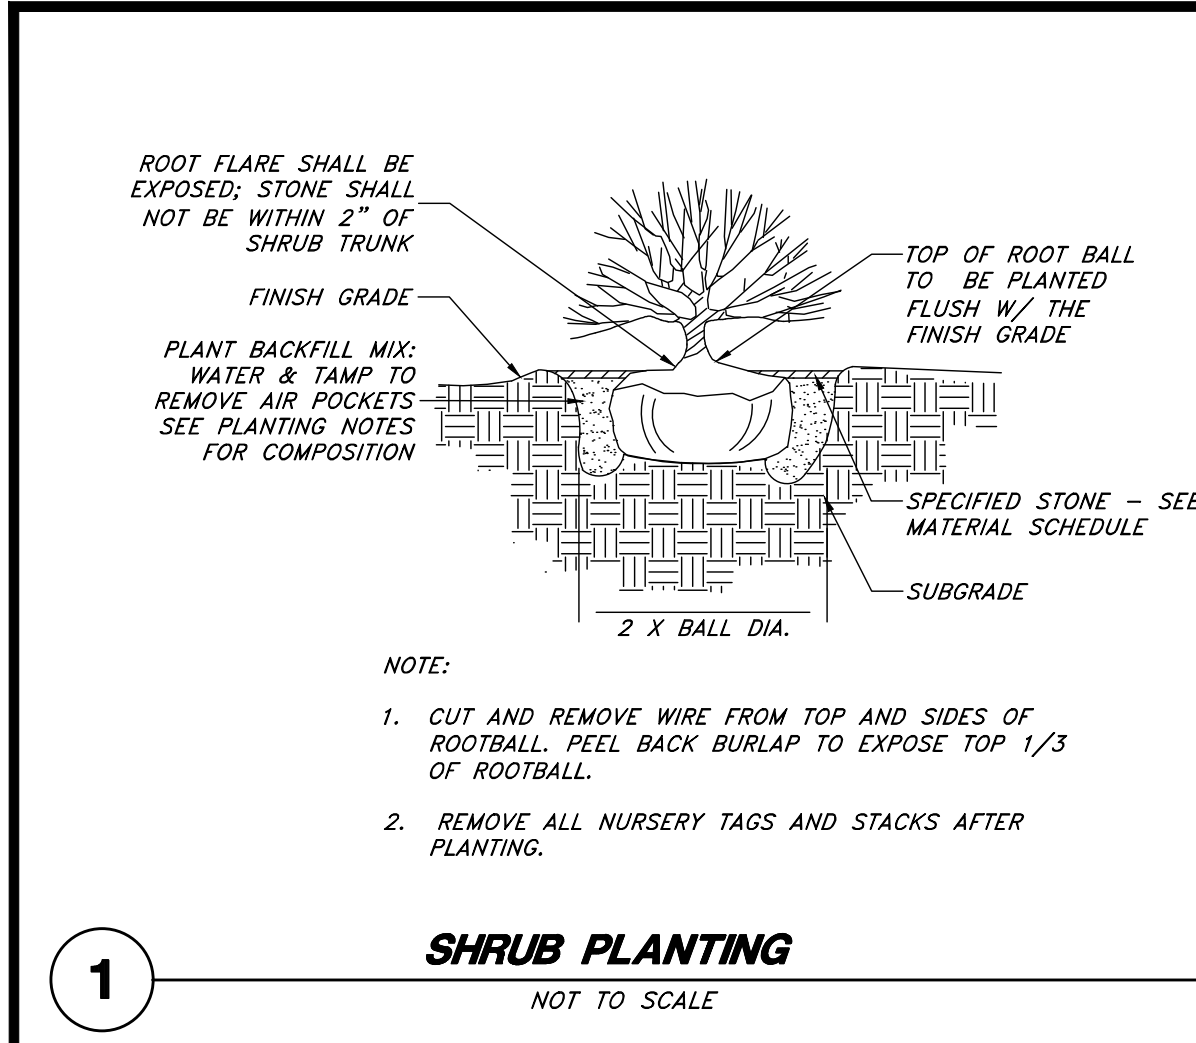 ROOT FLARE SHALL BE
EXPOSED; STONE SHALL
NOT BE WITHIN 2" OF
SHRUB TRUNK
FINISH GRADE
PLANT BACKFILL MIX:
WATER & TAMP TO
REMOVE AIR POCKETS
SEE PLANTING NOTES
FOR COMPOSITION
TOP OF ROOT BALL
TO BE PLANTED
FLUSH W/ THE
FINISH GRADE
SPECIFIED STONE – SEE
MATERIAL SCHEDULE
SUBGRADE
2 X BALL DIA.
NOTE:
1. CUT AND REMOVE WIRE FROM TOP AND SIDES OF
ROOTBALL. PEEL BACK BURLAP TO EXPOSE TOP 1/3
OF ROOTBALL.
2. REMOVE ALL NURSERY TAGS AND STACKS AFTER
PLANTING.
1
SHRUB PLANTING
NOT TO SCALE